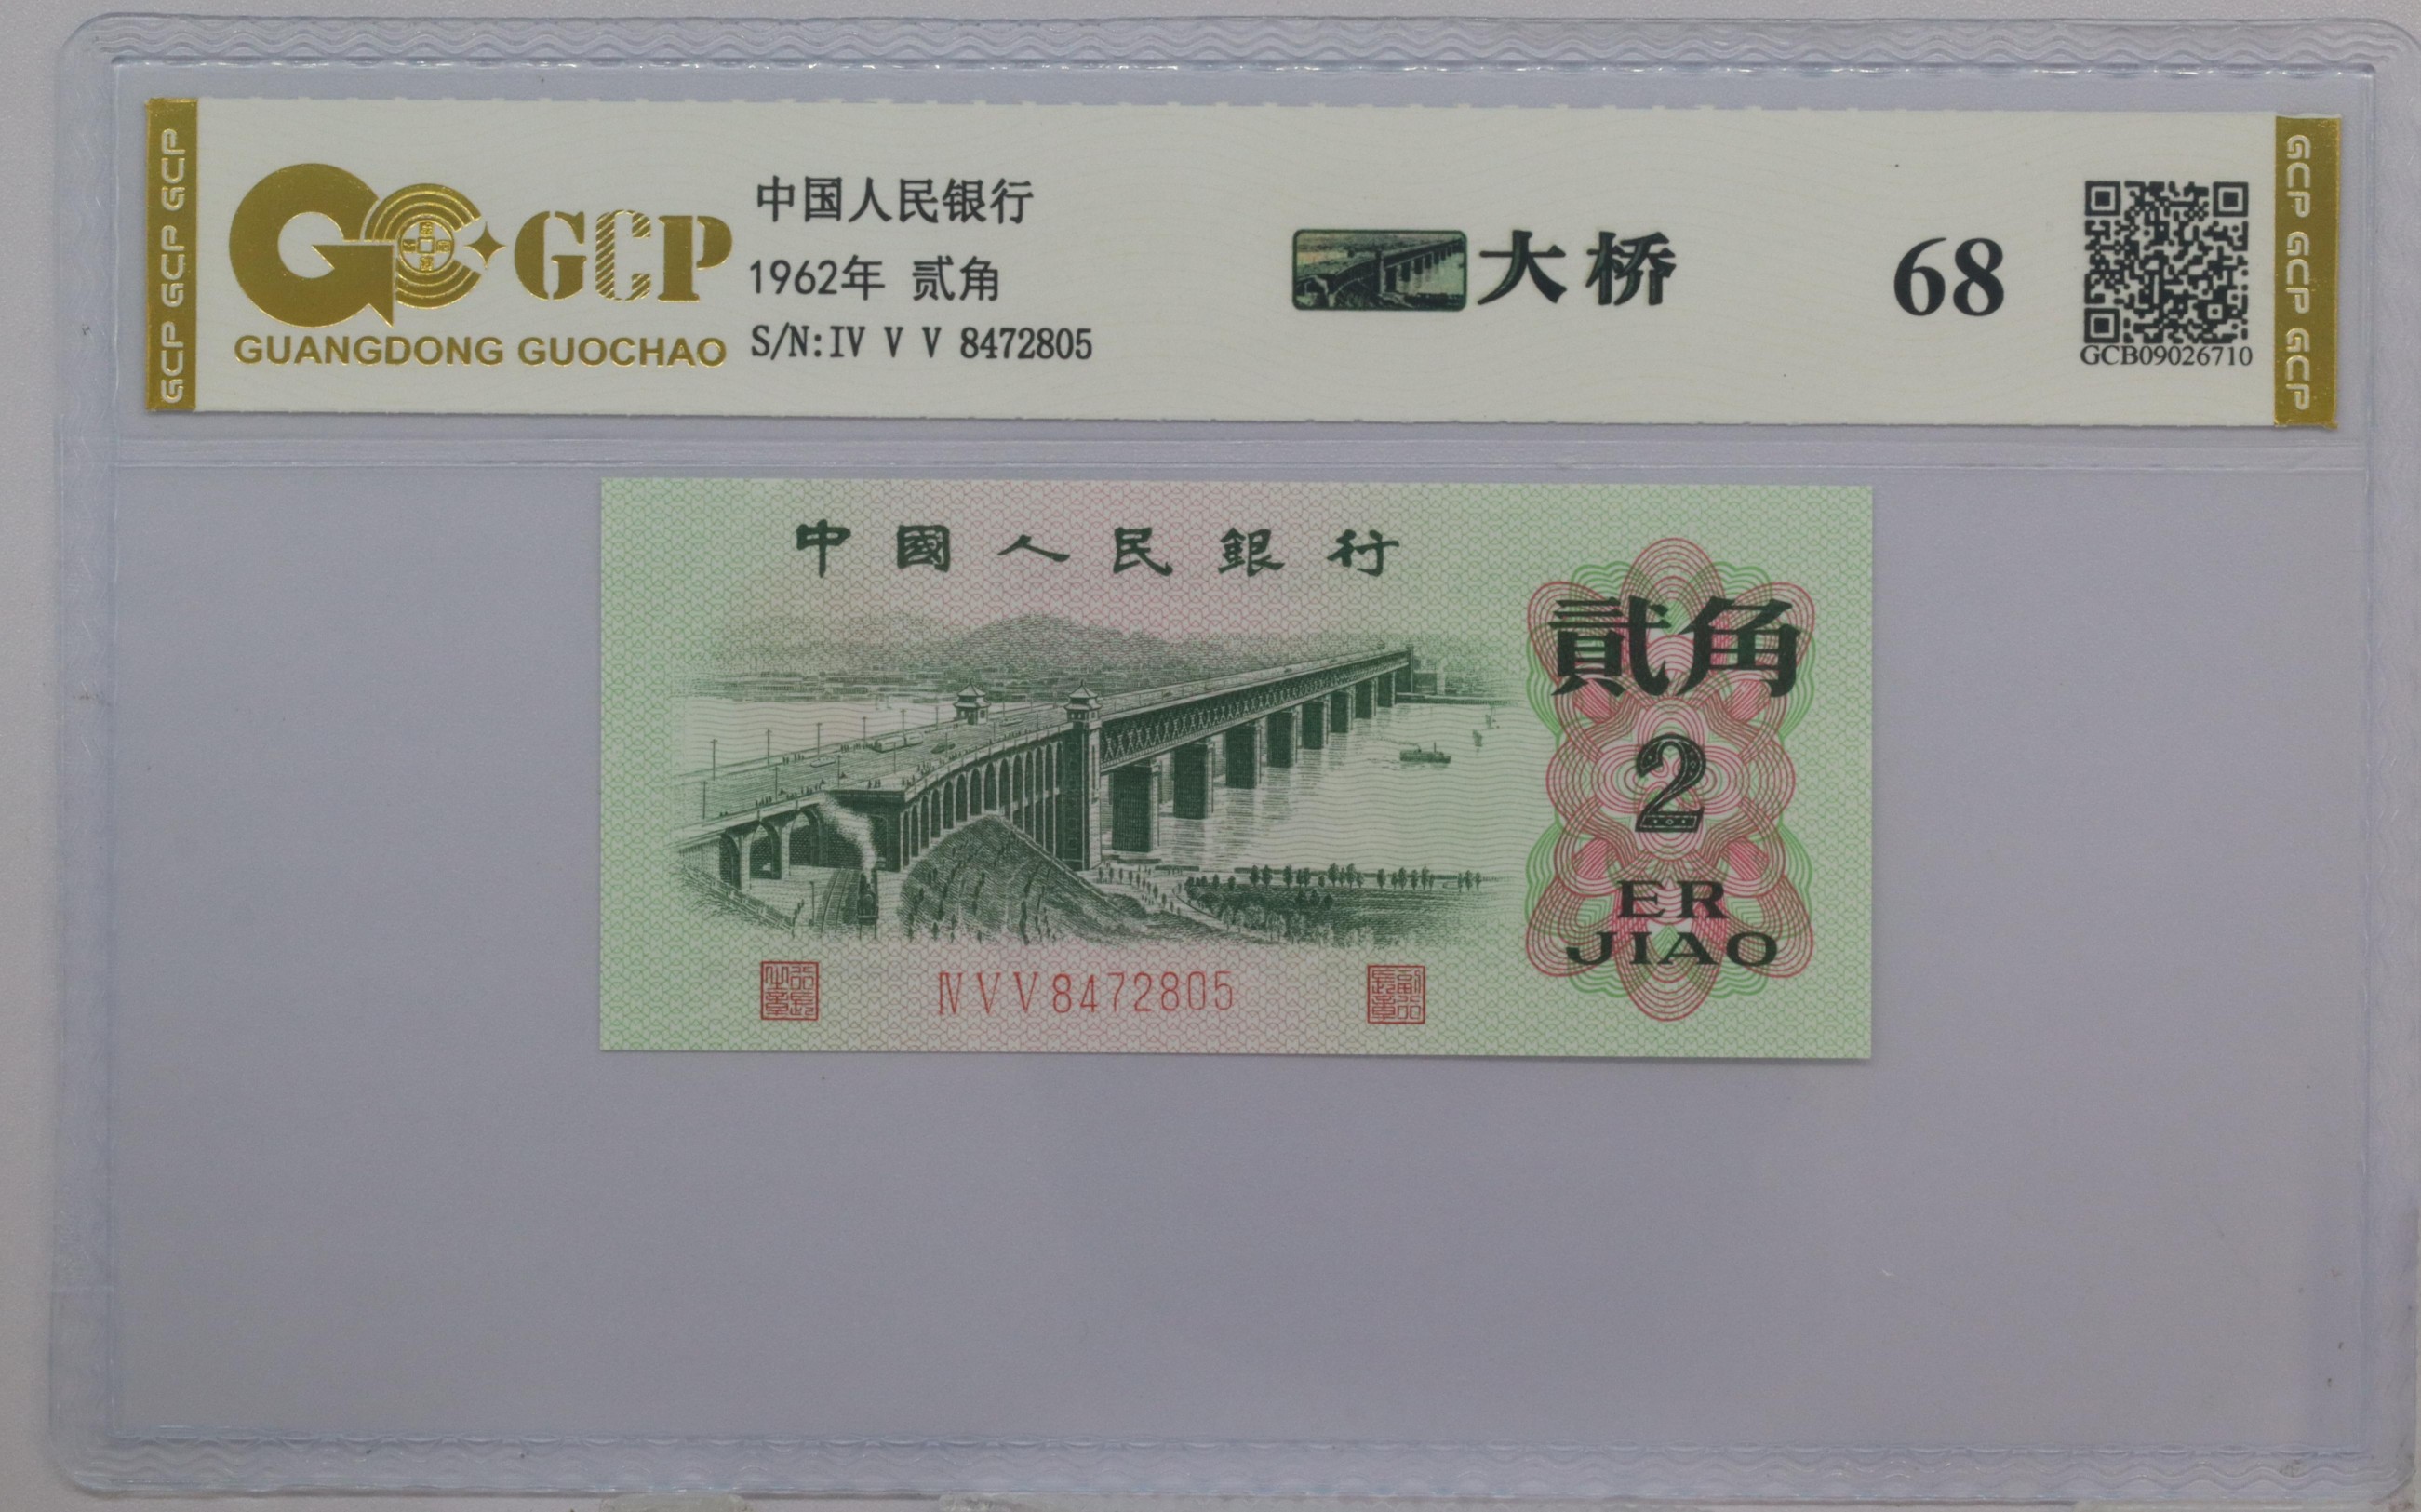 GCP GCP GCP
GCP
GUANGDONG GUOCHAO
中国人民银行
1962年 贰角
S/N:IV V V 8472805
大桥
68
GCB09026710
GCP GCP GCP
中國人民銀行
貳角
2
ER
JIAO
IV V V 8472805